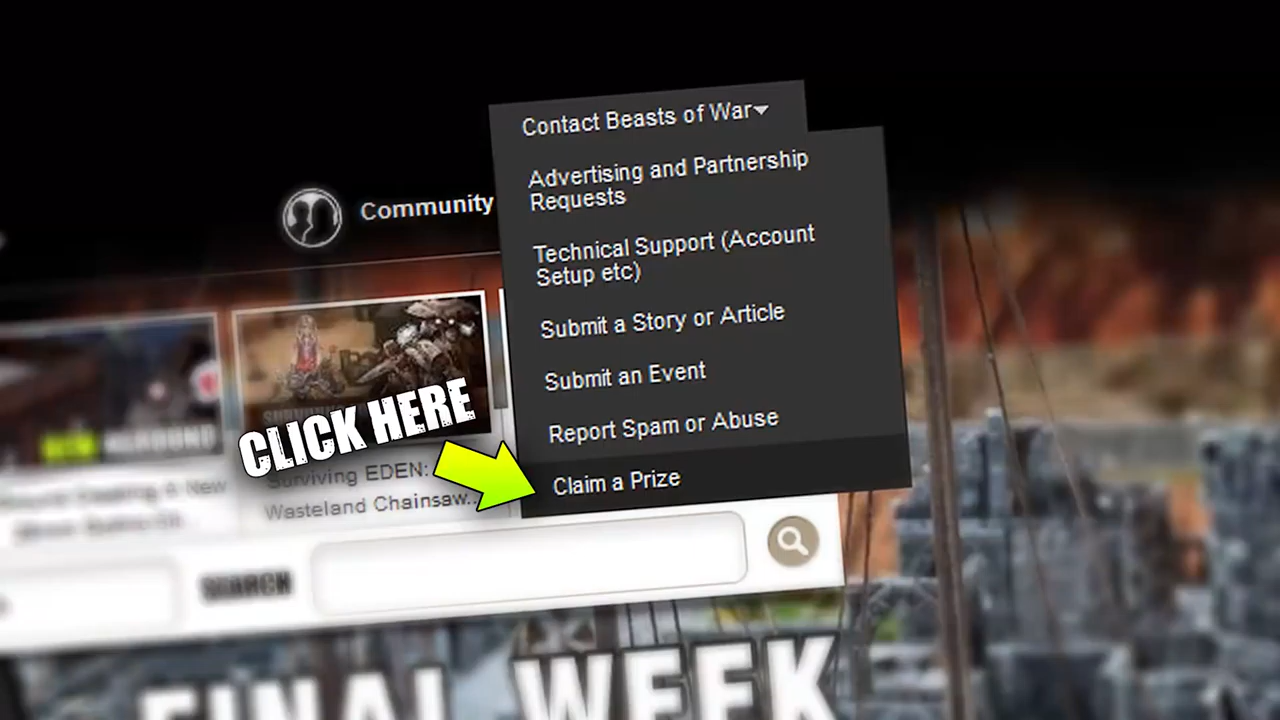 Contact Beasts of War
Advertising and Partnership
Requests
Technical Support (Account
Setup etc)
Submit a Story or Article
Submit an Event
Report Spam or Abuse
Claim a Prize
Community
CLICK HERE
Surviving EDEN:
Wasteland Chainsaw..
SEARCH
FINAL WEEK